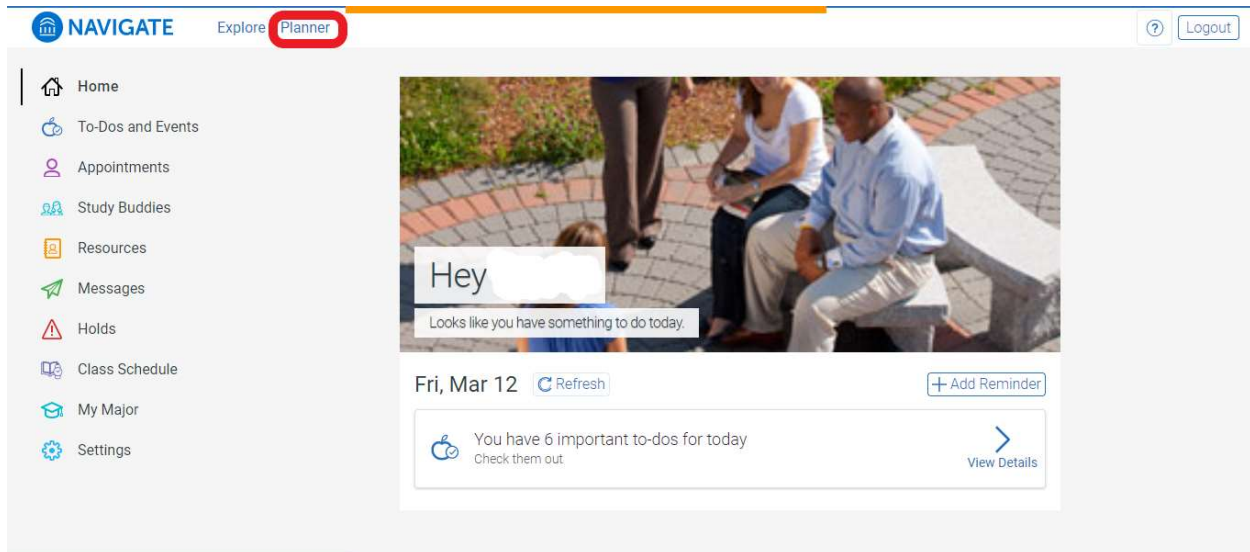 NAVIGATE Explore Planner Logout
Home
To-Dos and Events
Appointments
Study Buddies
Resources
Messages
Holds
Class Schedule
My Major
Settings
Hey
Looks like you have something to do today.
Fri, Mar 12 Refresh + Add Reminder
You have 6 important to-dos for today
Check them out
View Details